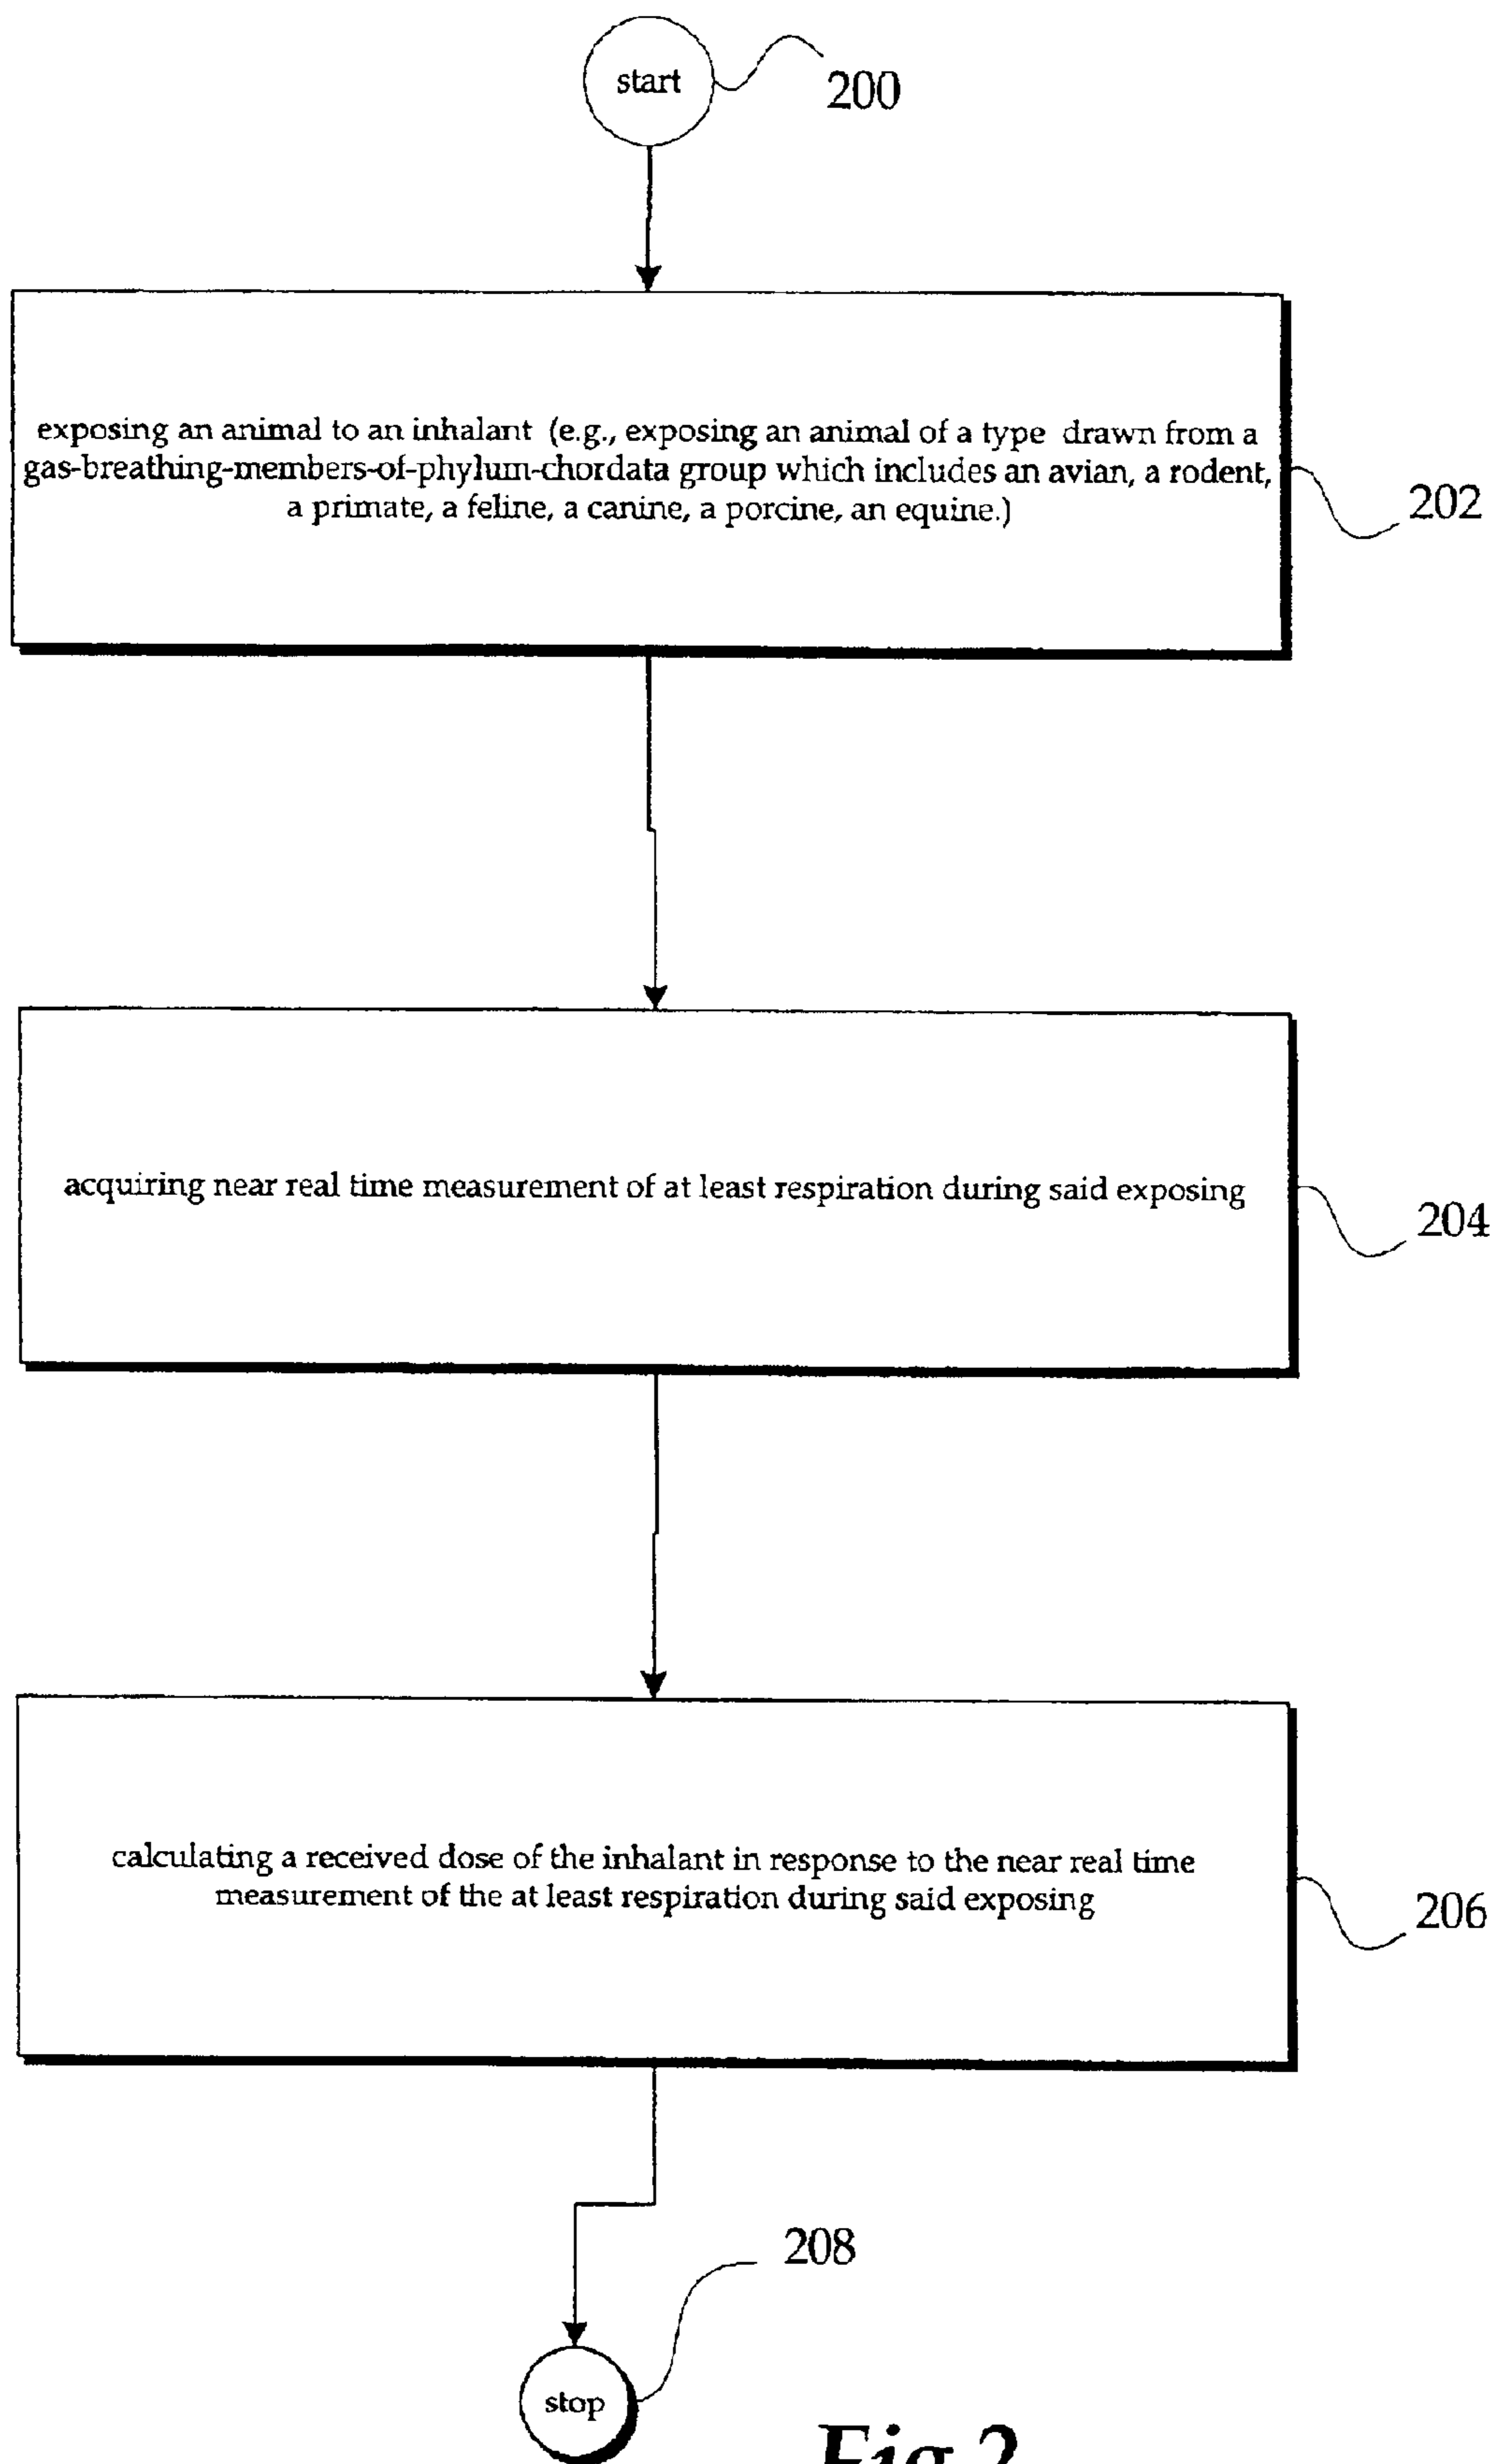 start
200
exposing an animal to an inhalant (e.g., exposing an animal of a type drawn from a
gas-breathing-members-of-phylum-chordata group which includes an avian, a rodent,
a primate, a feline, a canine, a porcine, an equine.)
202
acquiring near real time measurement of at least respiration during said exposing
204
calculating a received dose of the inhalant in response to the near real time
measurement of the at least respiration during said exposing
206
208
stop
Fig 2